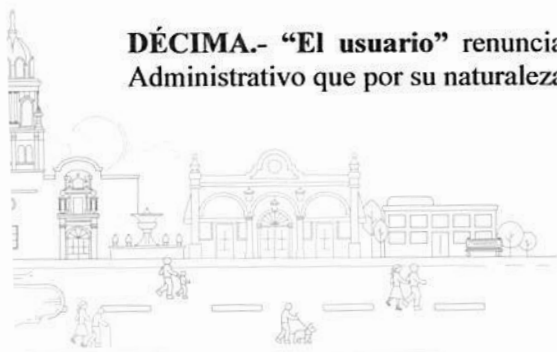 DÉCIMA.- “El usuario” renuncia
Administrativo que por su naturaleza